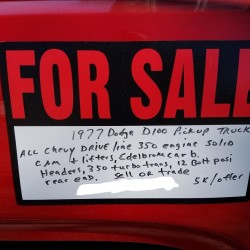 FOR SALE
1977 Dodge D100 Pickup Truck
ALL Chevy DRIVE line 350 engine Solid
CAM + lifters, Edelbrome carb.
Headers, 350 turbo trans, 12 Bolt posi
rear end. Sell or trade
5K/offer